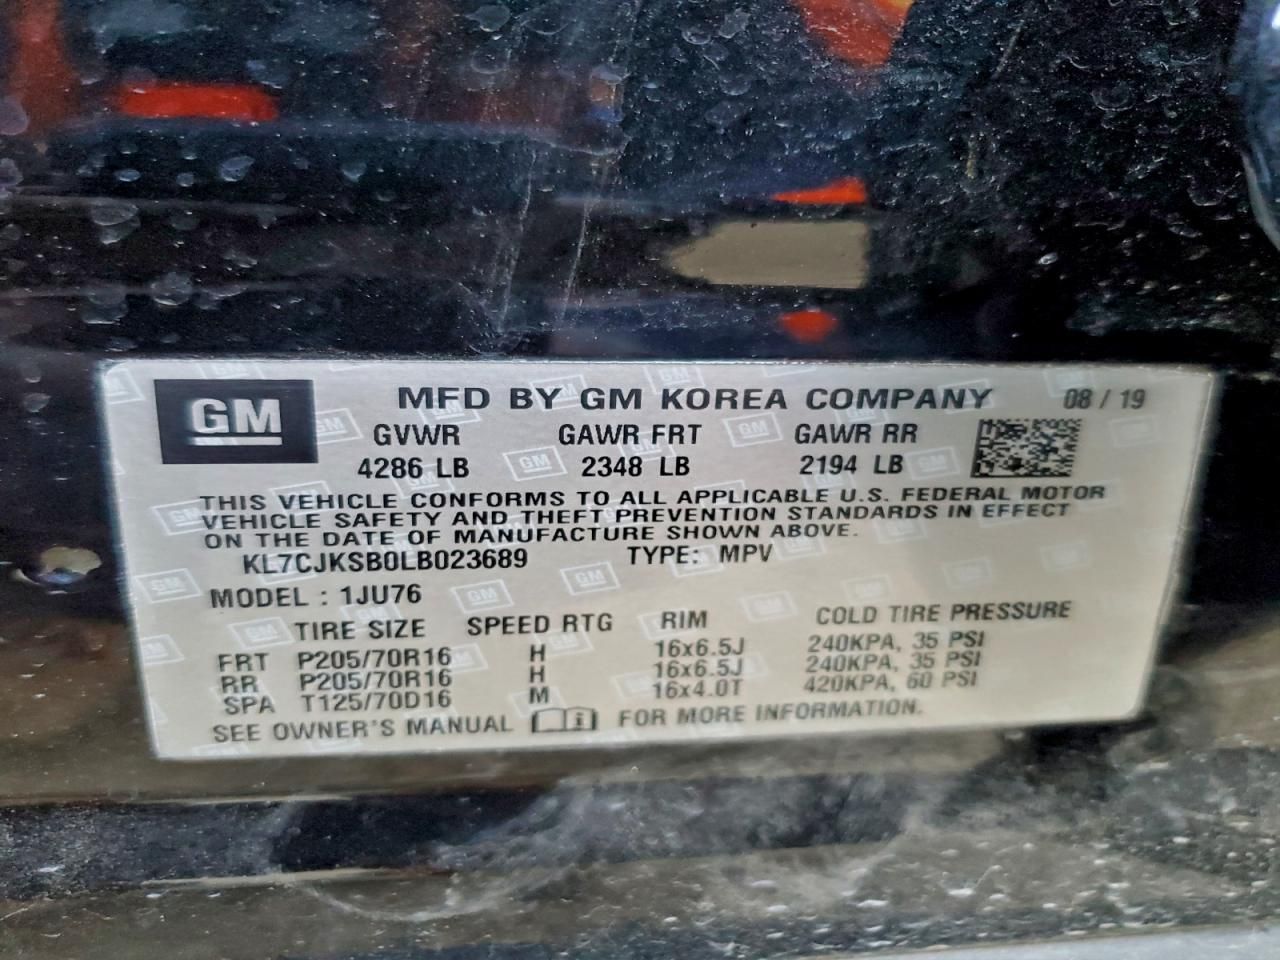 GM
MFD BY GM KOREA COMPANY 08 / 19
GVWR GAWR FRT GAWR RR
4286 LB 2348 LB 2194 LB
THIS VEHICLE CONFORMS TO ALL APPLICABLE U.S. FEDERAL MOTOR
VEHICLE SAFETY AND THEFT PREVENTION STANDARDS IN EFFECT
ON THE DATE OF MANUFACTURE SHOWN ABOVE.
KL7CJKSB0LB023689 TYPE: MPV
MODEL : 1JU76
TIRE SIZE SPEED RTG RIM COLD TIRE PRESSURE
FRT P205/70R16 H 16x6.5J 240KPA, 35 PSI
RR P205/70R16 H 16x6.5J 240KPA, 35 PSI
SPA T125/70D16 M 16x4.0T 420KPA, 60 PSI
SEE OWNER'S MANUAL FOR MORE INFORMATION.